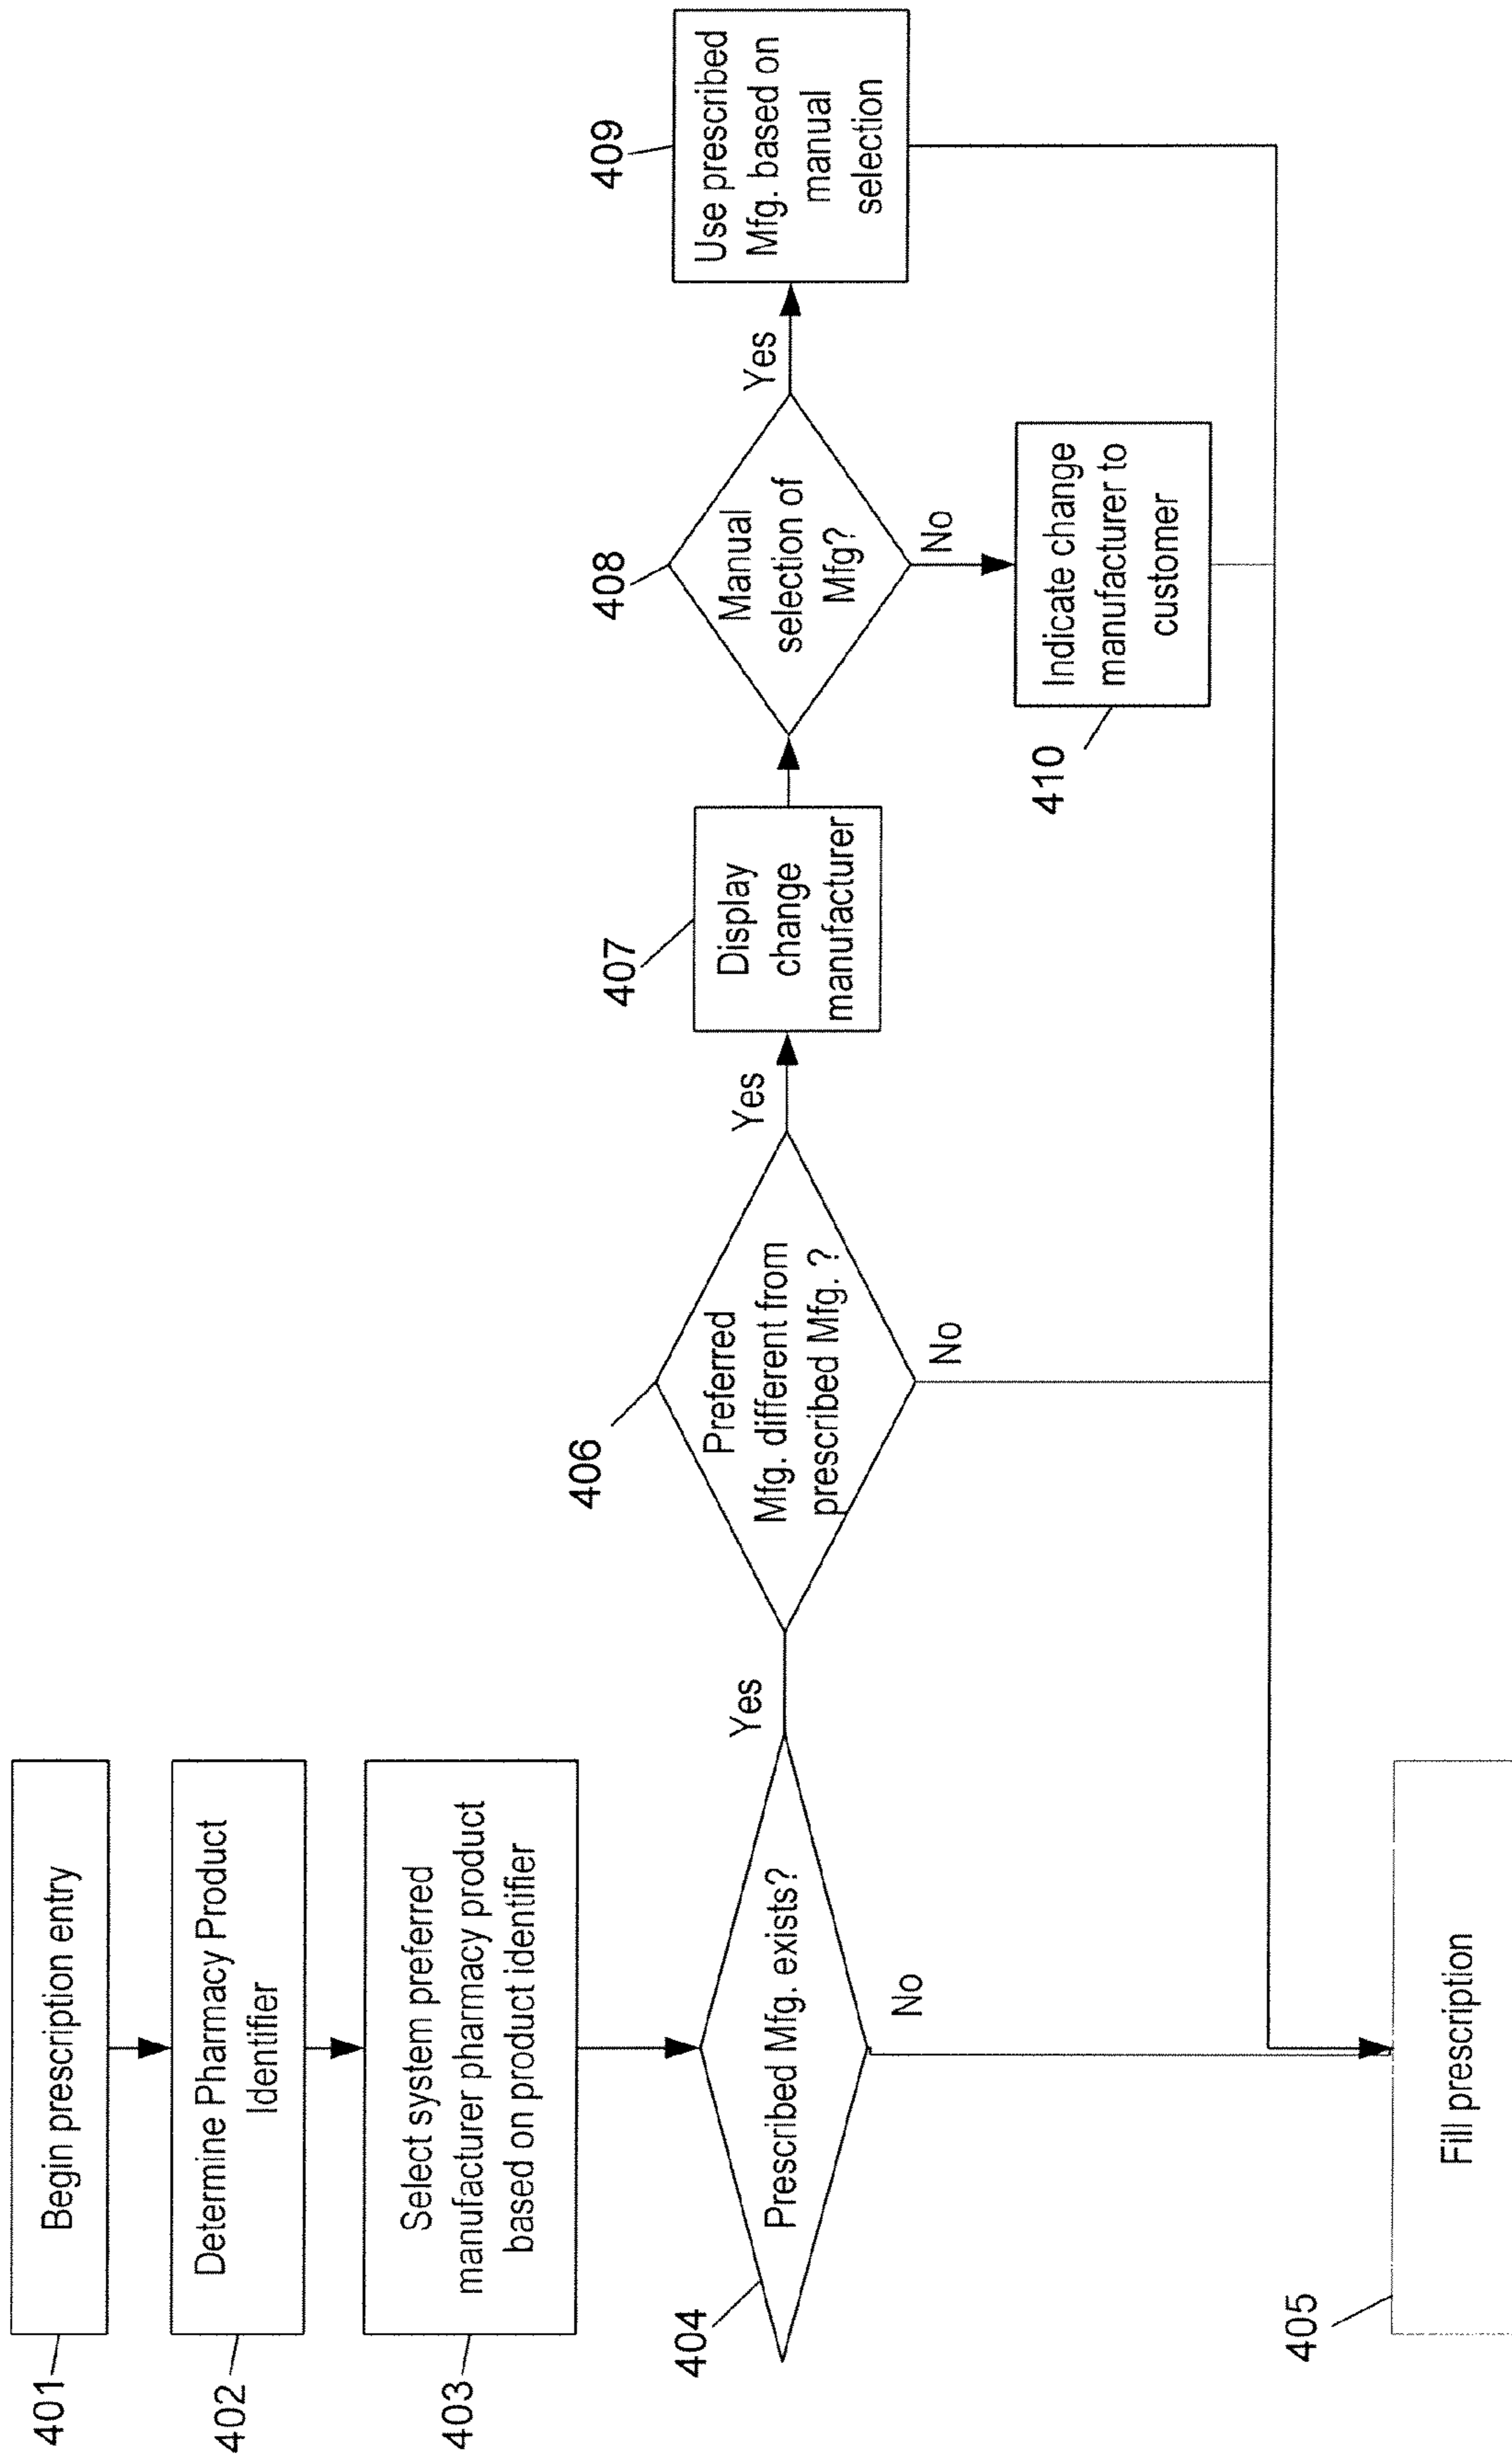 401
Begin prescription entry
402
Determine Pharmacy Product
Identifier
403
Select system preferred
manufacturer pharmacy product
based on product identifier
404
Prescribed Mfg. exists?
Yes
No
405
Fill prescription
406
Preferred
Mfg. different from
prescribed Mfg. ?
Yes
No
407
Display
change
manufacturer
408
Manual
selection of
Mfg?
Yes
No
409
Use prescribed
Mfg. based on
manual
selection
410
Indicate change
manufacturer to
customer